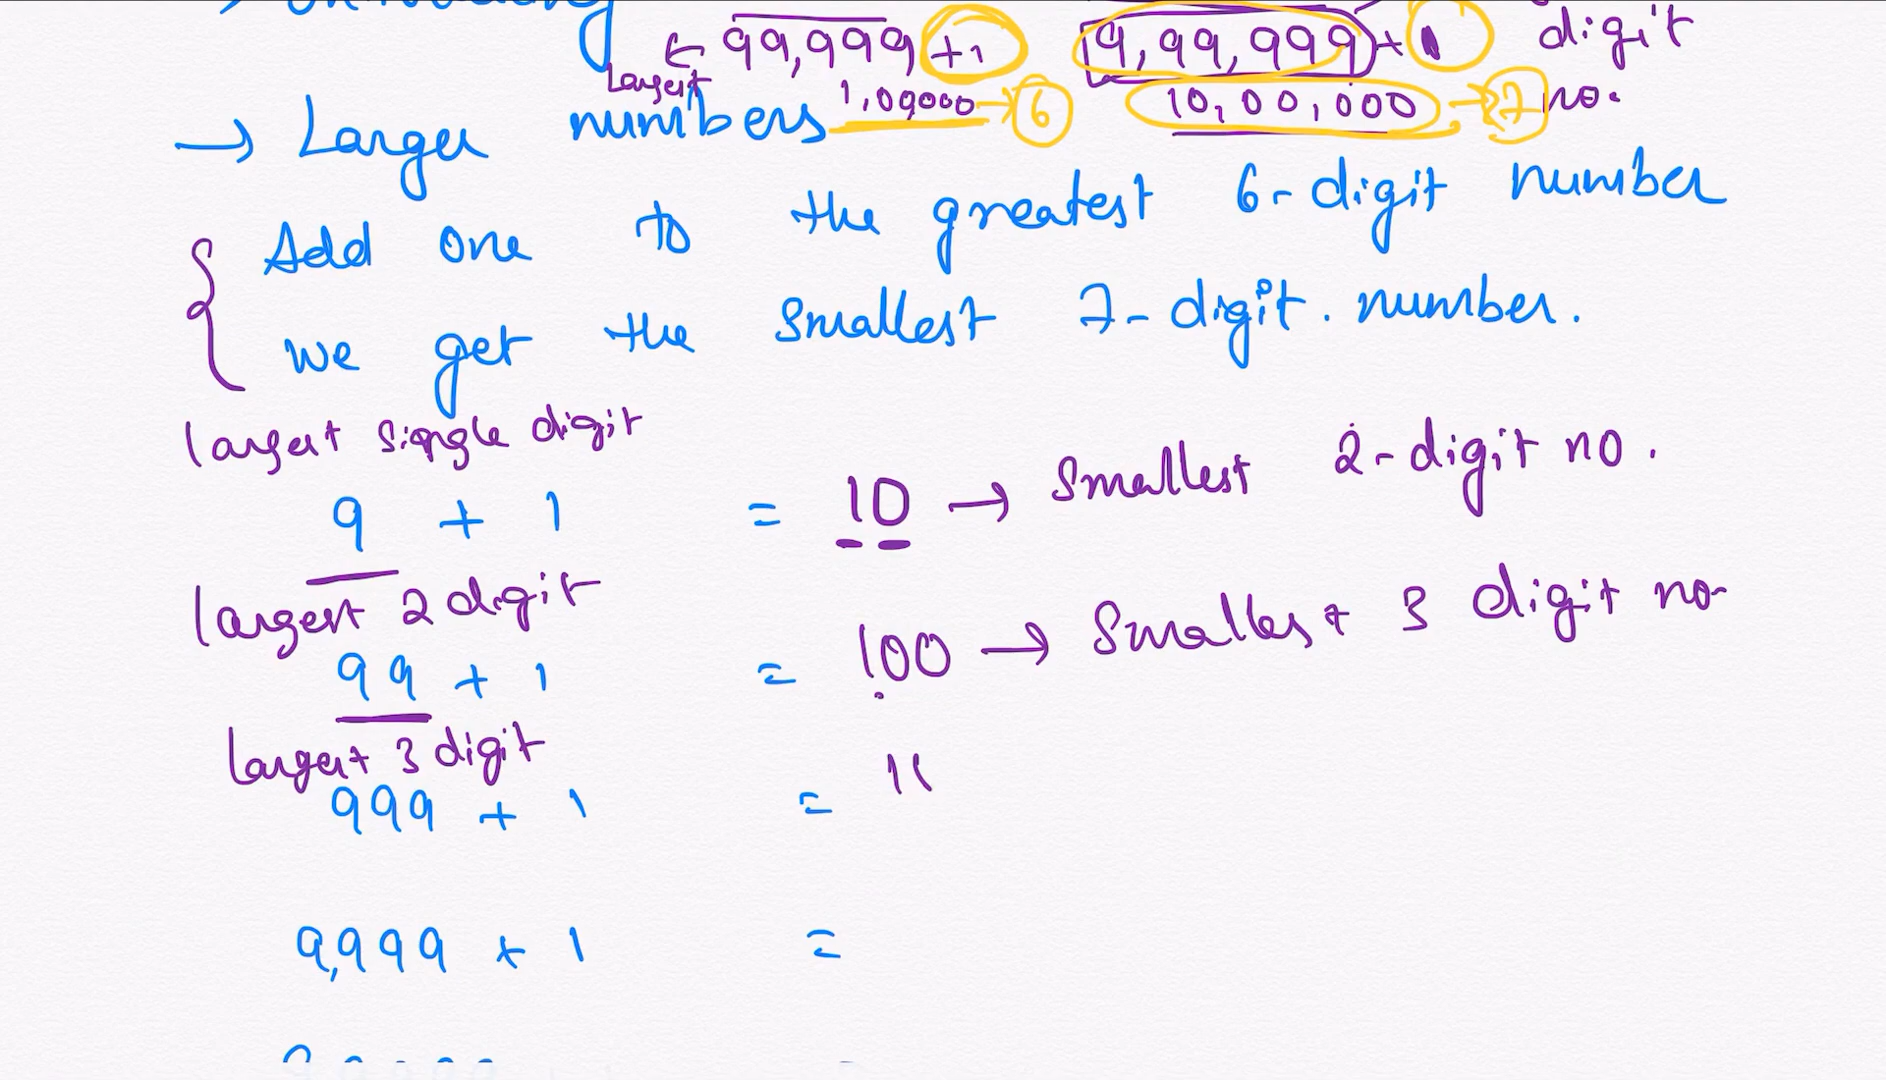 ← 99,999 +1 9,99,999 + 1 digit
Largest 1,00000 → 6 10,00,000 → 7 no.
→ Larger numbers
Add one to the greatest 6-digit number
we get the smallest 7-digit. number.
largest single digit
9 + 1 = 10 → Smallest 2-digit no.
largest 2 digit
99 + 1 = 100 → Smallest 3 digit no.
largest 3 digit
999 + 1 = 1(
9,999 + 1 =